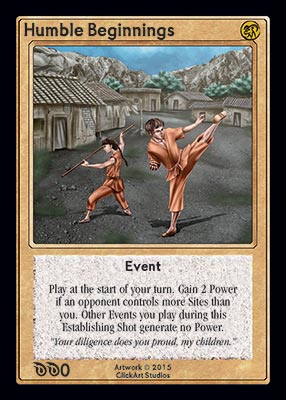 Humble Beginnings
Event
Play at the start of your turn. Gain 2 Power
if an opponent controls more Sites than
you. Other Events you play during this
Establishing Shot generate no Power.
"Your diligence does you proud, my children."
Artwork © 2015
ClickArt Studios